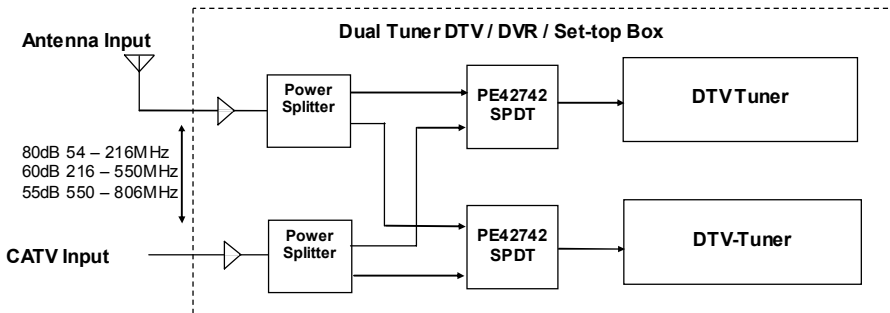 Dual Tuner DTV / DVR / Set-top Box
Antenna Input
Power
Splitter
PE42742
SPDT
DTV Tuner
80dB 54 – 216MHz
60dB 216 – 550MHz
55dB 550 – 806MHz
CATV Input
Power
Splitter
PE42742
SPDT
DTV-Tuner